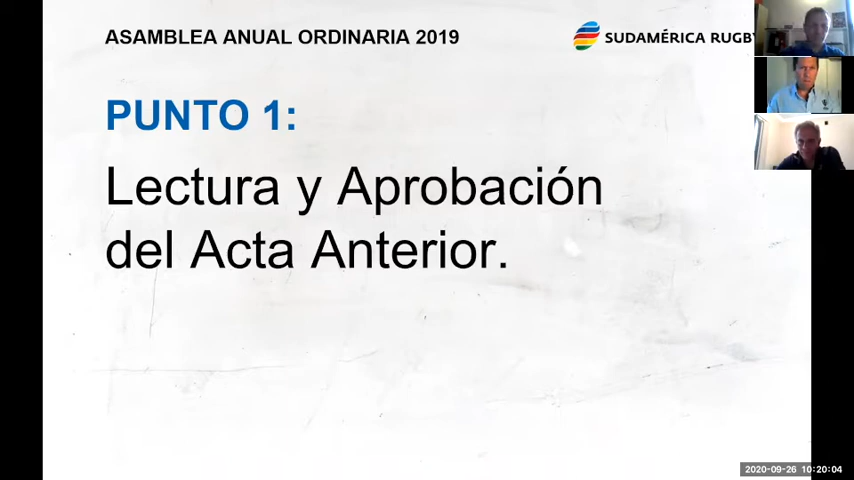 ASAMBLEA ANUAL ORDINARIA 2019
SUDAMÉRICA RUGBY
PUNTO 1:
Lectura y Aprobación
del Acta Anterior.
2020-09-26 10:20:04